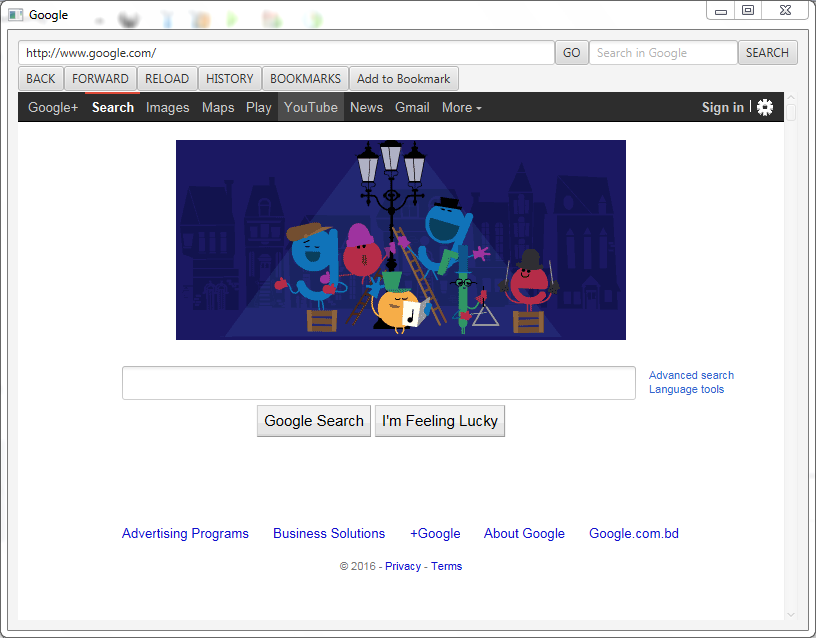 Google
http://www.google.com/ GO Search in Google SEARCH
BACK FORWARD RELOAD HISTORY BOOKMARKS Add to Bookmark
Google+ Search Images Maps Play YouTube News Gmail More Sign in
Advanced search
Language tools
Google Search I'm Feeling Lucky
Advertising Programs Business Solutions +Google About Google Google.com.bd
© 2016 - Privacy - Terms